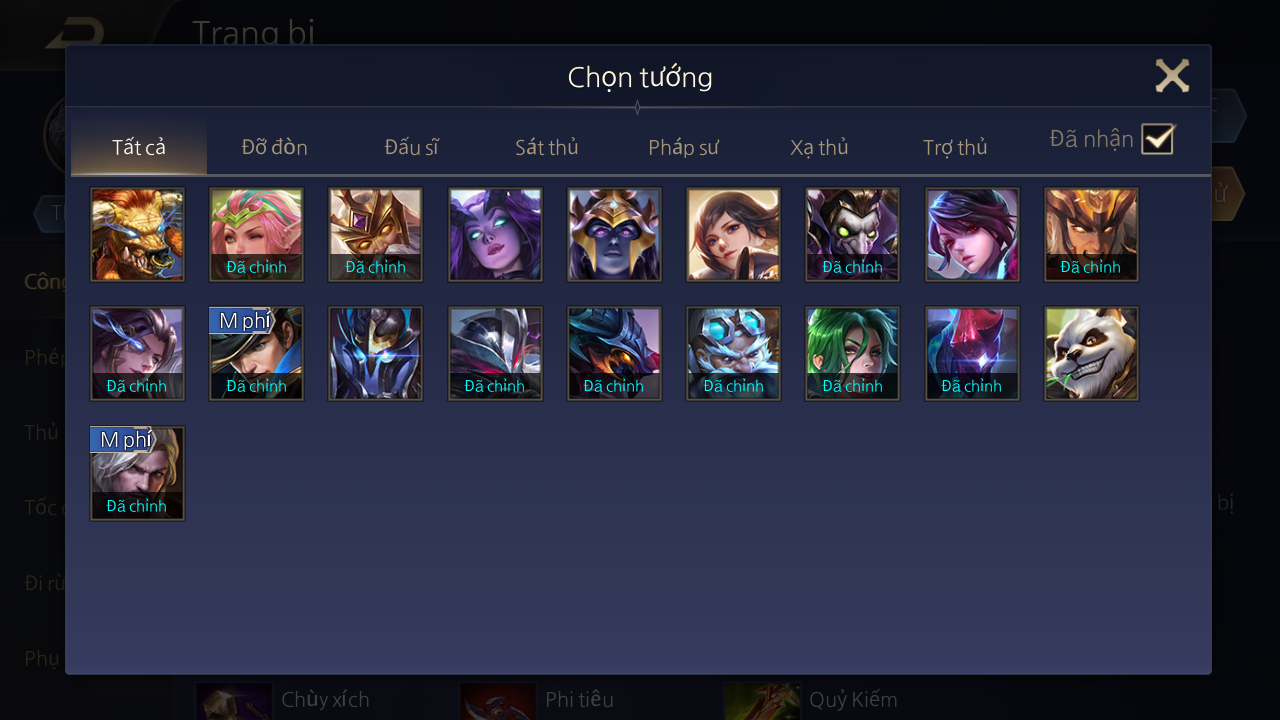 Trang bị
Chọn tướng
Tất cả
Đỡ đòn
Đấu sĩ
Sát thủ
Pháp sư
Xạ thủ
Trợ thủ
Đã nhận
Đã chỉnh
Đã chỉnh
Đã chỉnh
Đã chỉnh
Đã chỉnh
M phí
Đã chỉnh
Đã chỉnh
Đã chỉnh
Đã chỉnh
Đã chỉnh
Đã chỉnh
M phí
Đã chỉnh
Công
Phép
Thủ
Tốc
Đi
Phụ
bị
Chùy xích
Phi tiêu
Quỷ Kiếm